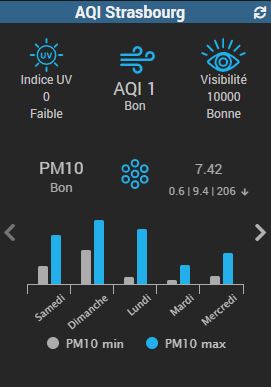 AQI Strasbourg
UV
Indice UV
0
Faible
AQI 1
Bon
Visibilité
10000
Bonne
PM10
Bon
7.42
0.6 | 9.4 | 206
Samedi
Dimanche
Lundi
Mardi
Mercredi
PM10 min
PM10 max